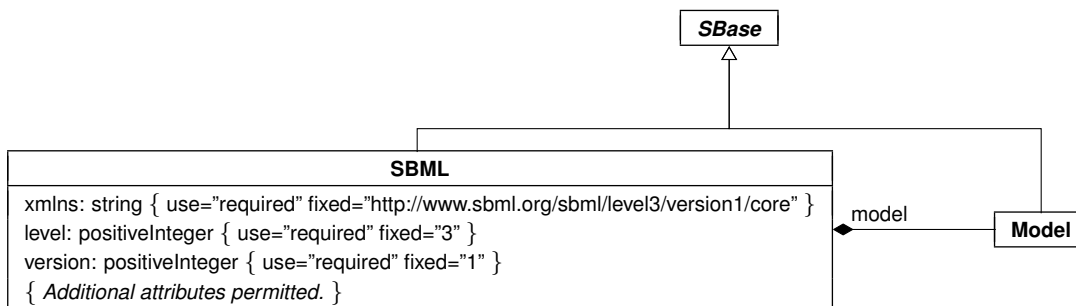 SBase
SBML
xmlns: string { use=”required” fixed=”http://www.sbml.org/sbml/level3/version1/core” }
level: positiveInteger { use=”required” fixed=”3” }
version: positiveInteger { use=”required” fixed=”1” }
{ Additional attributes permitted. }
model
Model